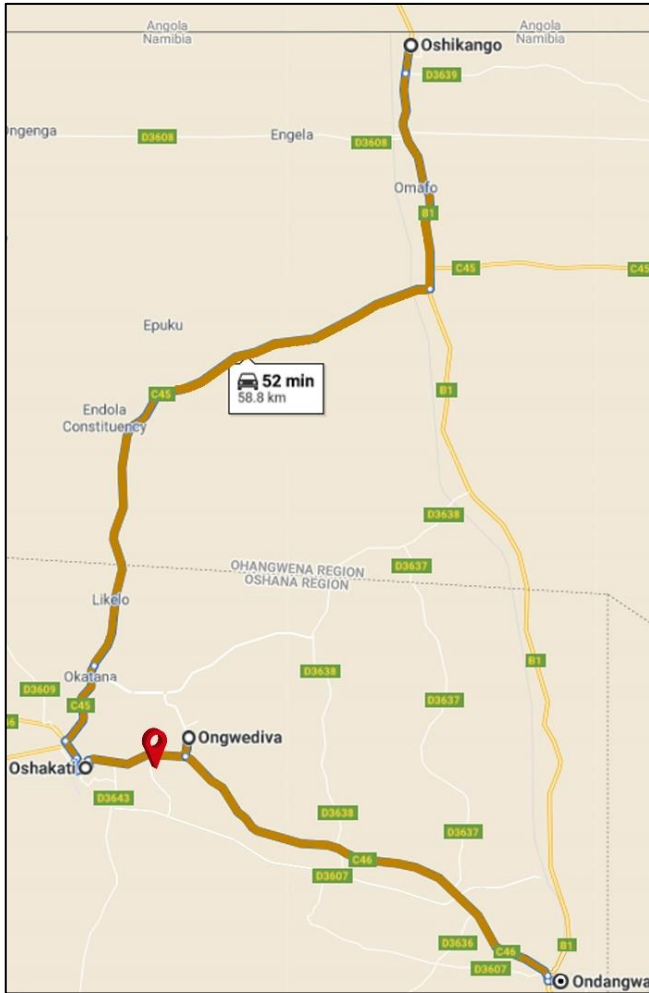 Angola
Namibia
Angola
Namibia
Oshikango
D3639
ngenga
D3608
Engela
D3608
Omafo
B1
C45
C45
Epuku
52 min
58.8 km
C45
B1
Endola
Constituency
D3638
OHANGWENA REGION
OSHANA REGION
D3637
Likelo
B1
D3638
Okatana
D3609
D3637
C45
46
Ongwediva
Oshakati
D3643
D3638
D3637
C46
D3607
D3636
C46
B1
D3607
Ondangwa